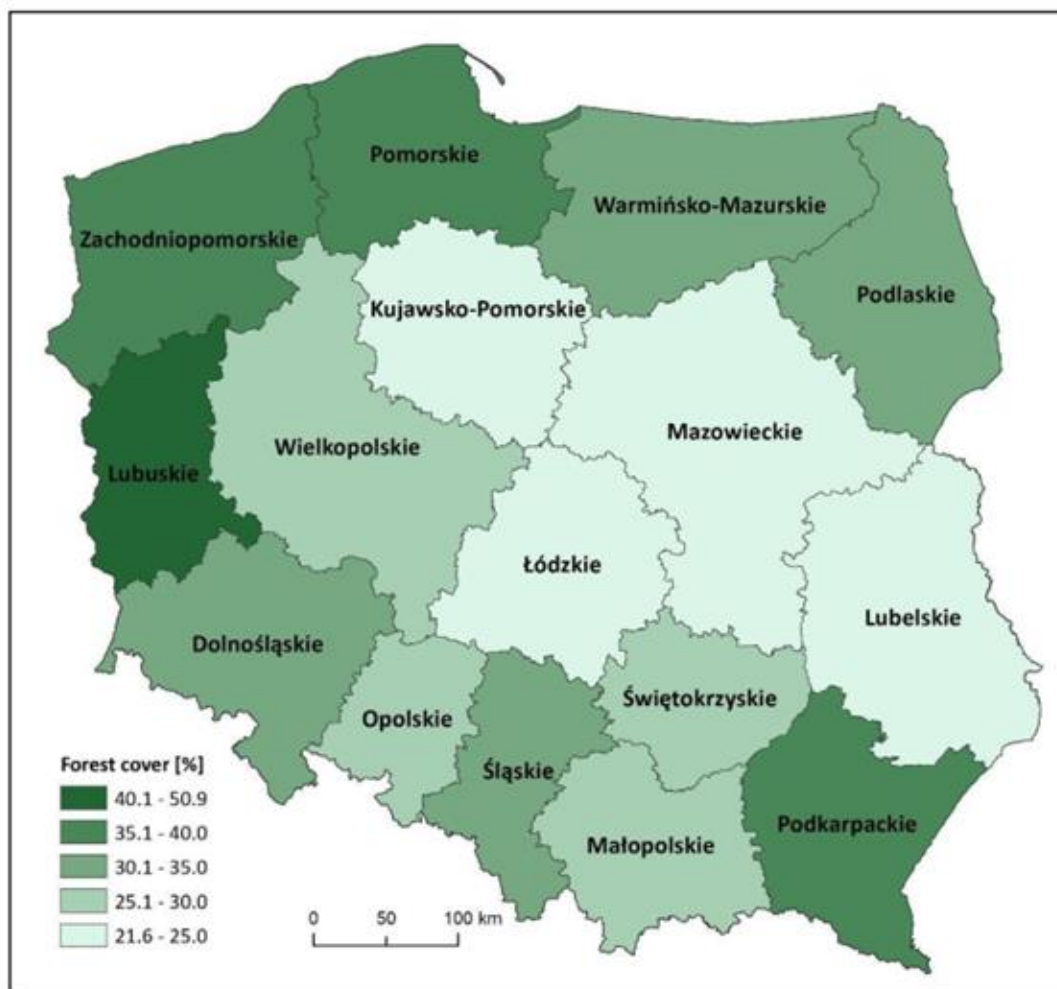 Pomorskie
Warmińsko-Mazurskie
Zachodniopomorskie
Podlaskie
Kujawsko-Pomorskie
Mazowieckie
Wielkopolskie
Lubuskie
Łódzkie
Lubelskie
Dolnośląskie
Świętokrzyskie
Opolskie
Śląskie
Podkarpackie
Małopolskie
Forest cover [%]
40.1 - 50.9
35.1 - 40.0
30.1 - 35.0
25.1 - 30.0
21.6 - 25.0
0 50 100 km